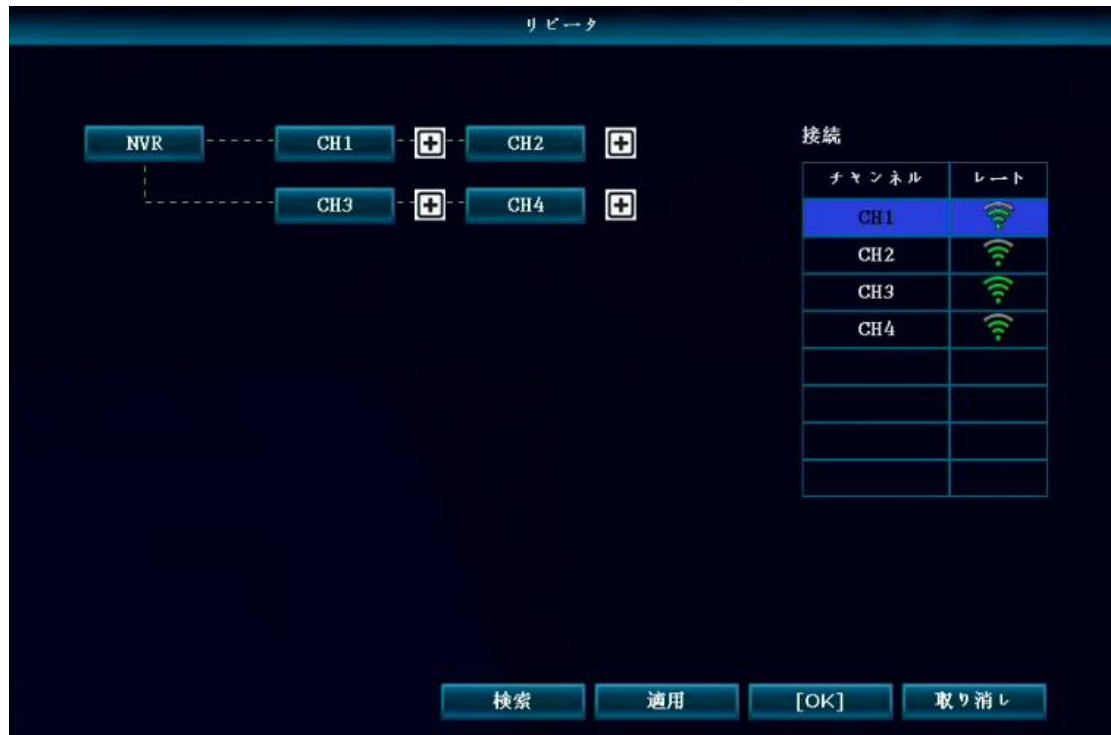 リピータ
NVR CH1 CH2
CH3 CH4
接続
チャンネル レート
CH1
CH2
CH3
CH4
検索 適用 [OK] 取り消し